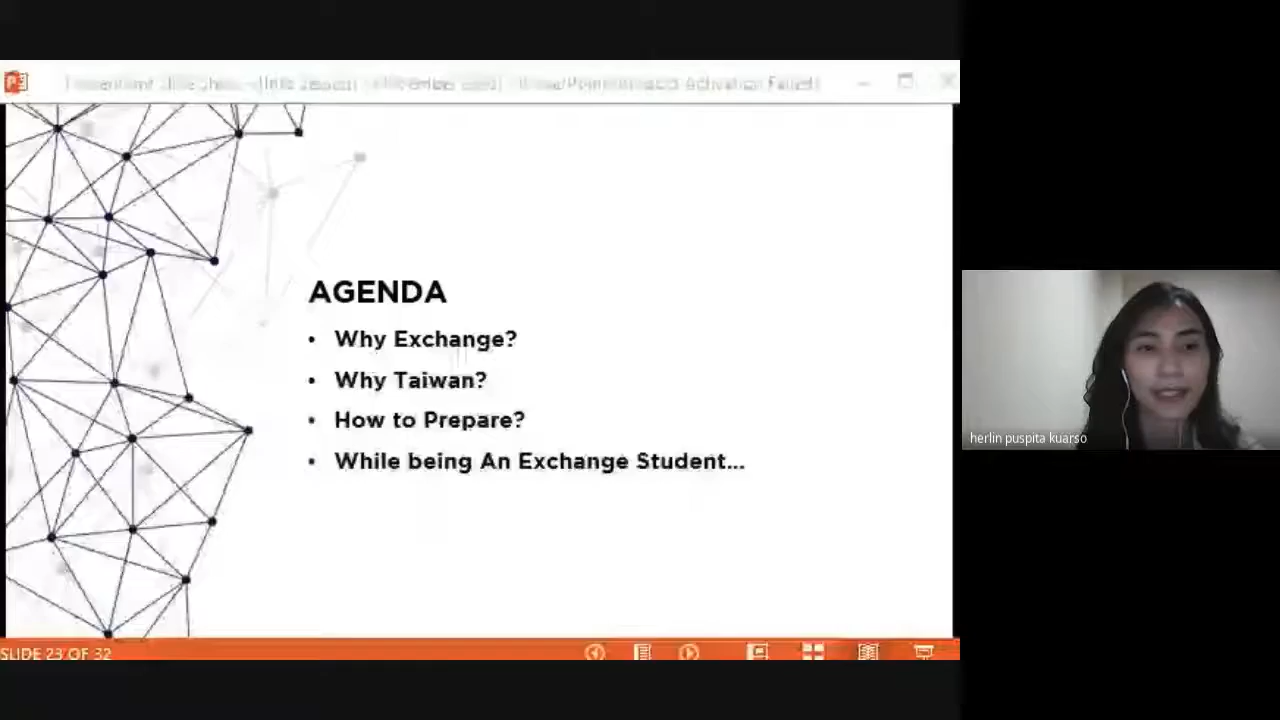 AGENDA
• Why Exchange?
• Why Taiwan?
• How to Prepare?
• While being An Exchange Student...
herlin puspita kuarso
SLIDE 23 OF 32